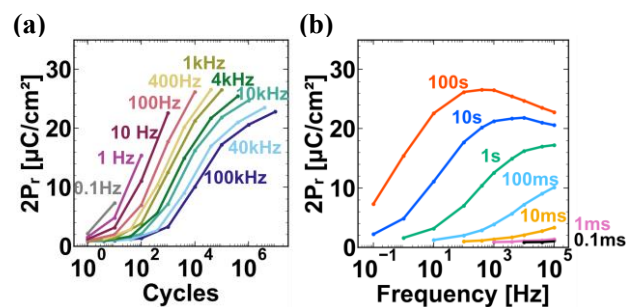 (a)
2Pr [μC/cm²]
30
20
10
0
10⁰ 10² 10⁴ 10⁶
Cycles
0.1Hz
1 Hz
10 Hz
100Hz
400Hz
1kHz
4kHz
10kHz
40kHz
100kHz
(b)
2Pr [μC/cm²]
30
20
10
0
10⁻¹ 10¹ 10³ 10⁵
Frequency [Hz]
100s
10s
1s
100ms
10ms
1ms
0.1ms